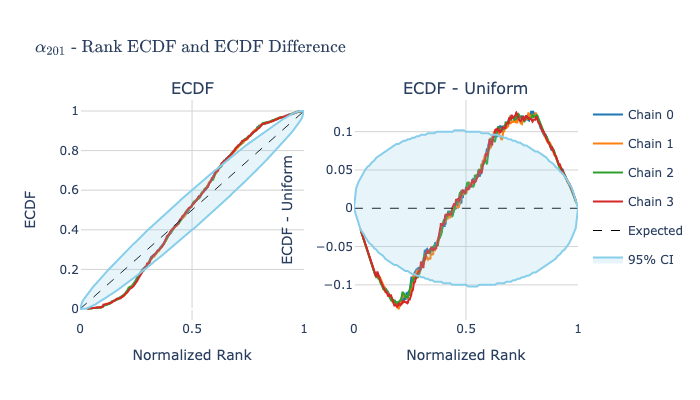 α₂₀₁ - Rank ECDF and ECDF Difference
ECDF
ECDF - Uniform
1
0.8
0.6
0.4
0.2
0
ECDF
0
0.5
1
Normalized Rank
0.1
0.05
0
−0.05
−0.1
ECDF - Uniform
0
0.5
1
Normalized Rank
Chain 0
Chain 1
Chain 2
Chain 3
Expected
95% CI